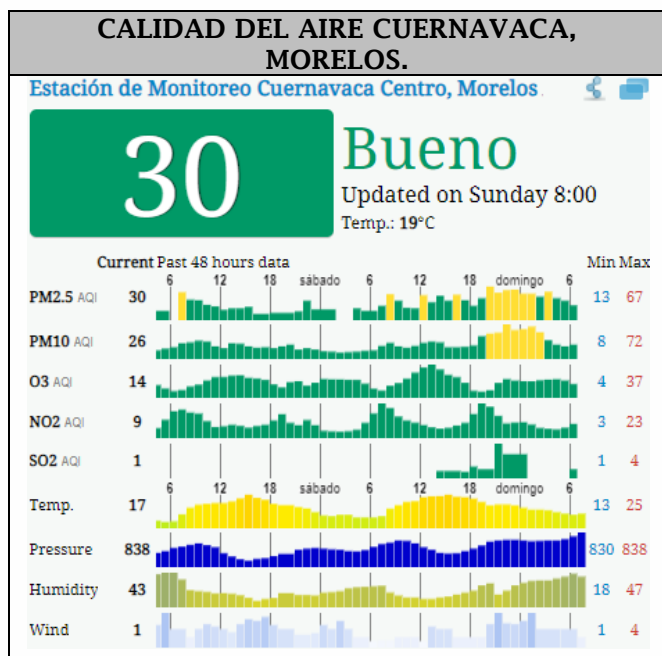 CALIDAD DEL AIRE CUERNAVACA,
MORELOS.
Estación de Monitoreo Cuernavaca Centro, Morelos.
30
Bueno
Updated on Sunday 8:00
Temp.: 19°C
Current Past 48 hours data Min Max
6 12 18 sábado 6 12 18 domingo 6
PM2.5 AQI 30 13 67
PM10 AQI 26 8 72
O3 AQI 14 4 37
NO2 AQI 9 3 23
SO2 AQI 1 1 4
6 12 18 sábado 6 12 18 domingo 6
Temp. 17 13 25
Pressure 838 830 838
Humidity 43 18 47
Wind 1 1 4